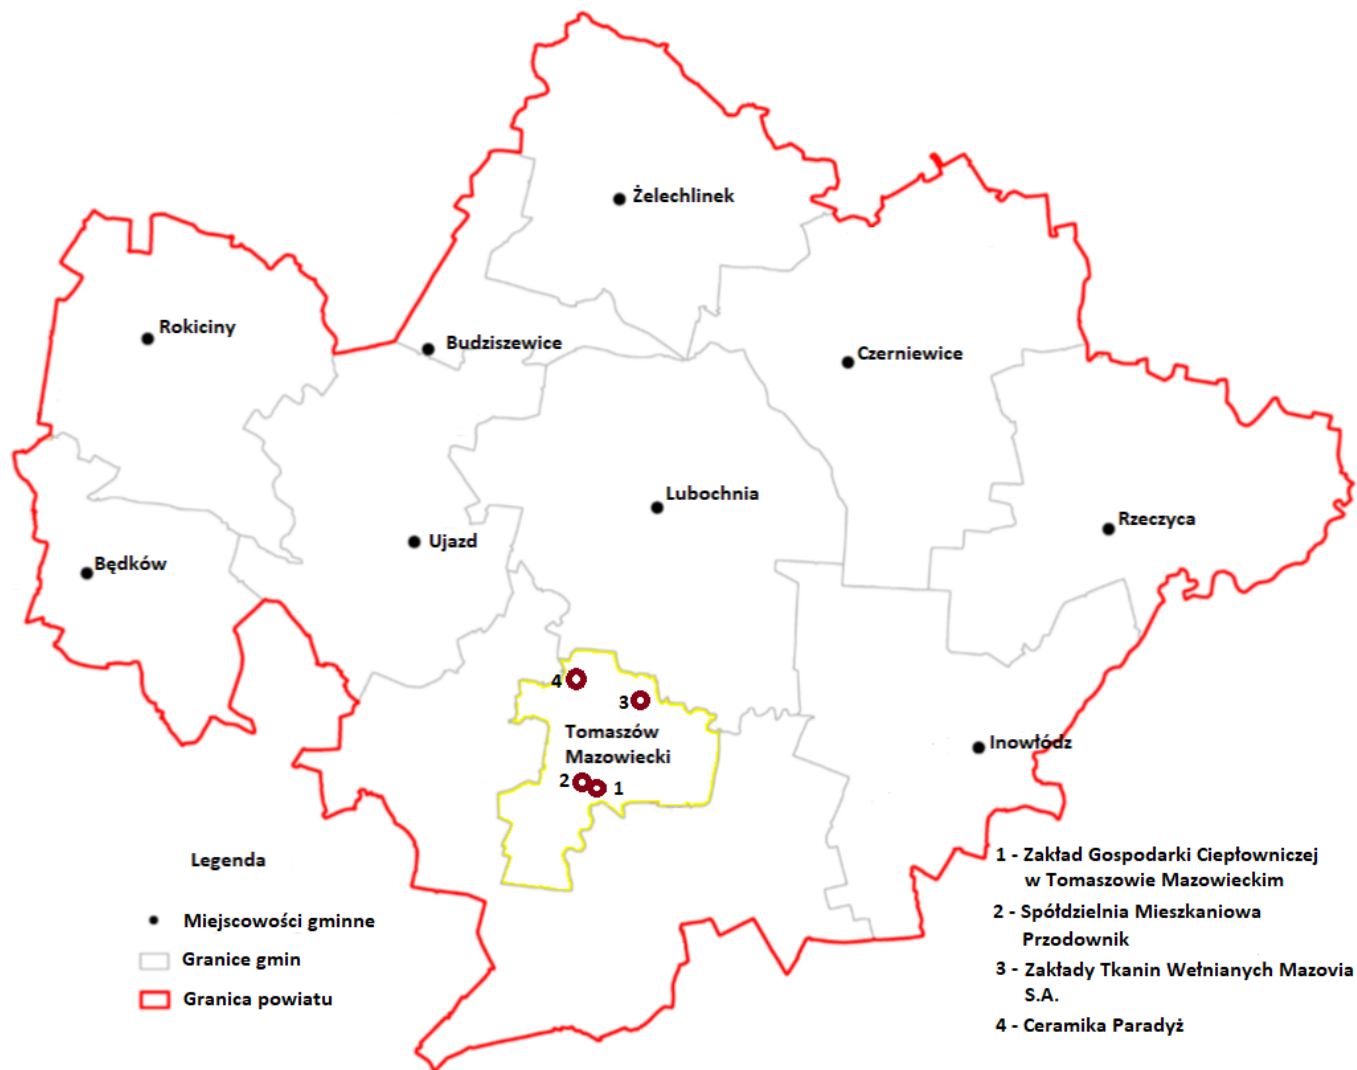 Żelechlinek
Rokiciny
Budziszewice
Czerniewice
Lubochnia
Rzeczyca
Ujazd
Będków
4
3
Tomaszów
Mazowiecki
Inowłódz
2
1
Legenda
Miejscowości gminne
Granice gmin
Granica powiatu
1 - Zakład Gospodarki Ciepłowniczej
w Tomaszowie Mazowieckim
2 - Spółdzielnia Mieszkaniowa
Przodownik
3 - Zakłady Tkanin Wełnianych Mazovia
S.A.
4 - Ceramika Paradyż